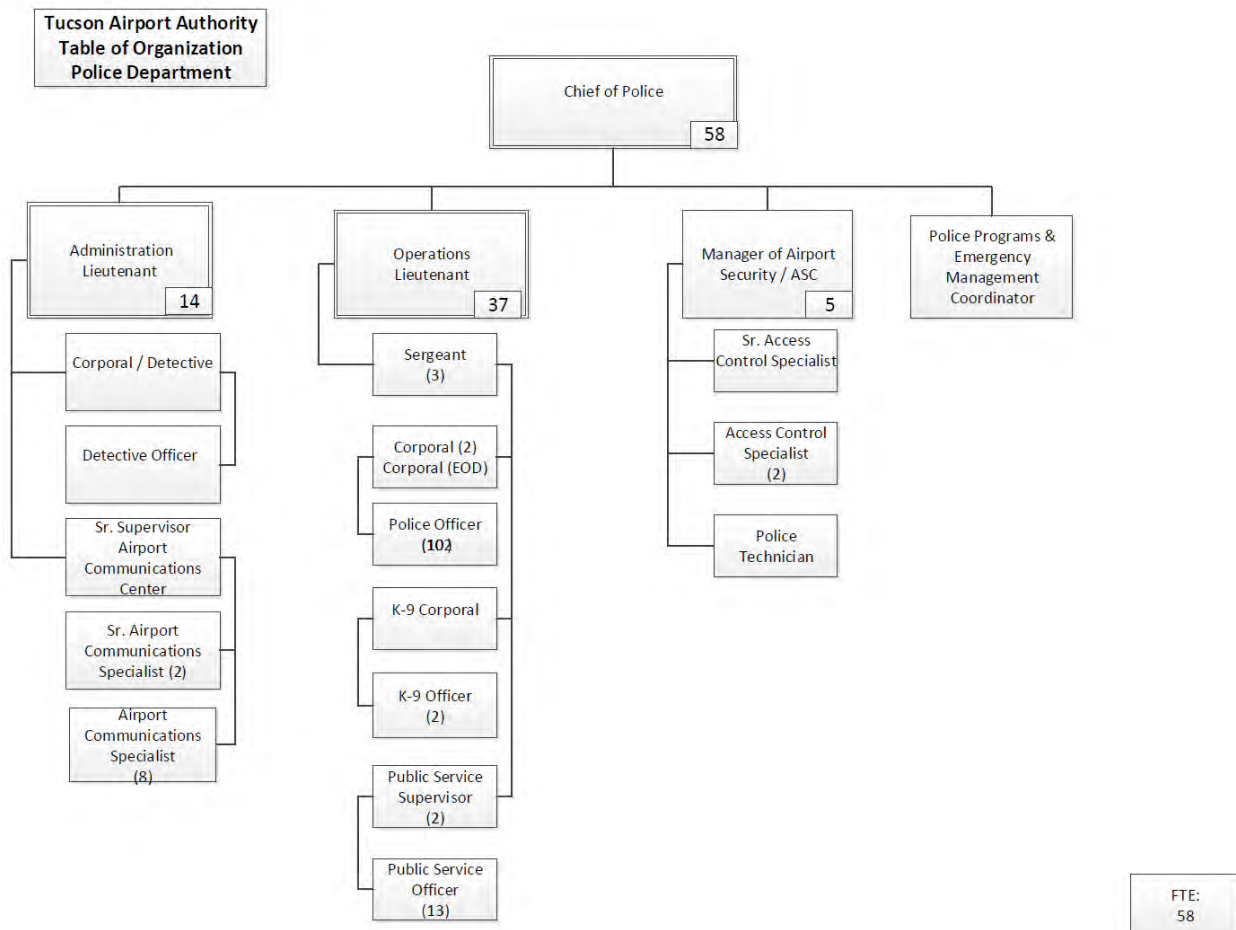 Tucson Airport Authority
Table of Organization
Police Department
Chief of Police
58
Administration
Lieutenant
14
Operations
Lieutenant
37
Manager of Airport
Security / ASC
5
Police Programs &
Emergency
Management
Coordinator
Corporal / Detective
Detective Officer
Sr. Supervisor
Airport
Communications
Center
Sr. Airport
Communications
Specialist (2)
Airport
Communications
Specialist
(8)
Sergeant
(3)
Corporal (2)
Corporal (EOD)
Police Officer
K-9 Corporal
K-9 Officer
(2)
Public Service
Supervisor
(2)
Public Service
Officer
(13)
Sr. Access
Control Specialist
Access Control
Specialist
(2)
Police
Technician
FTE:
58